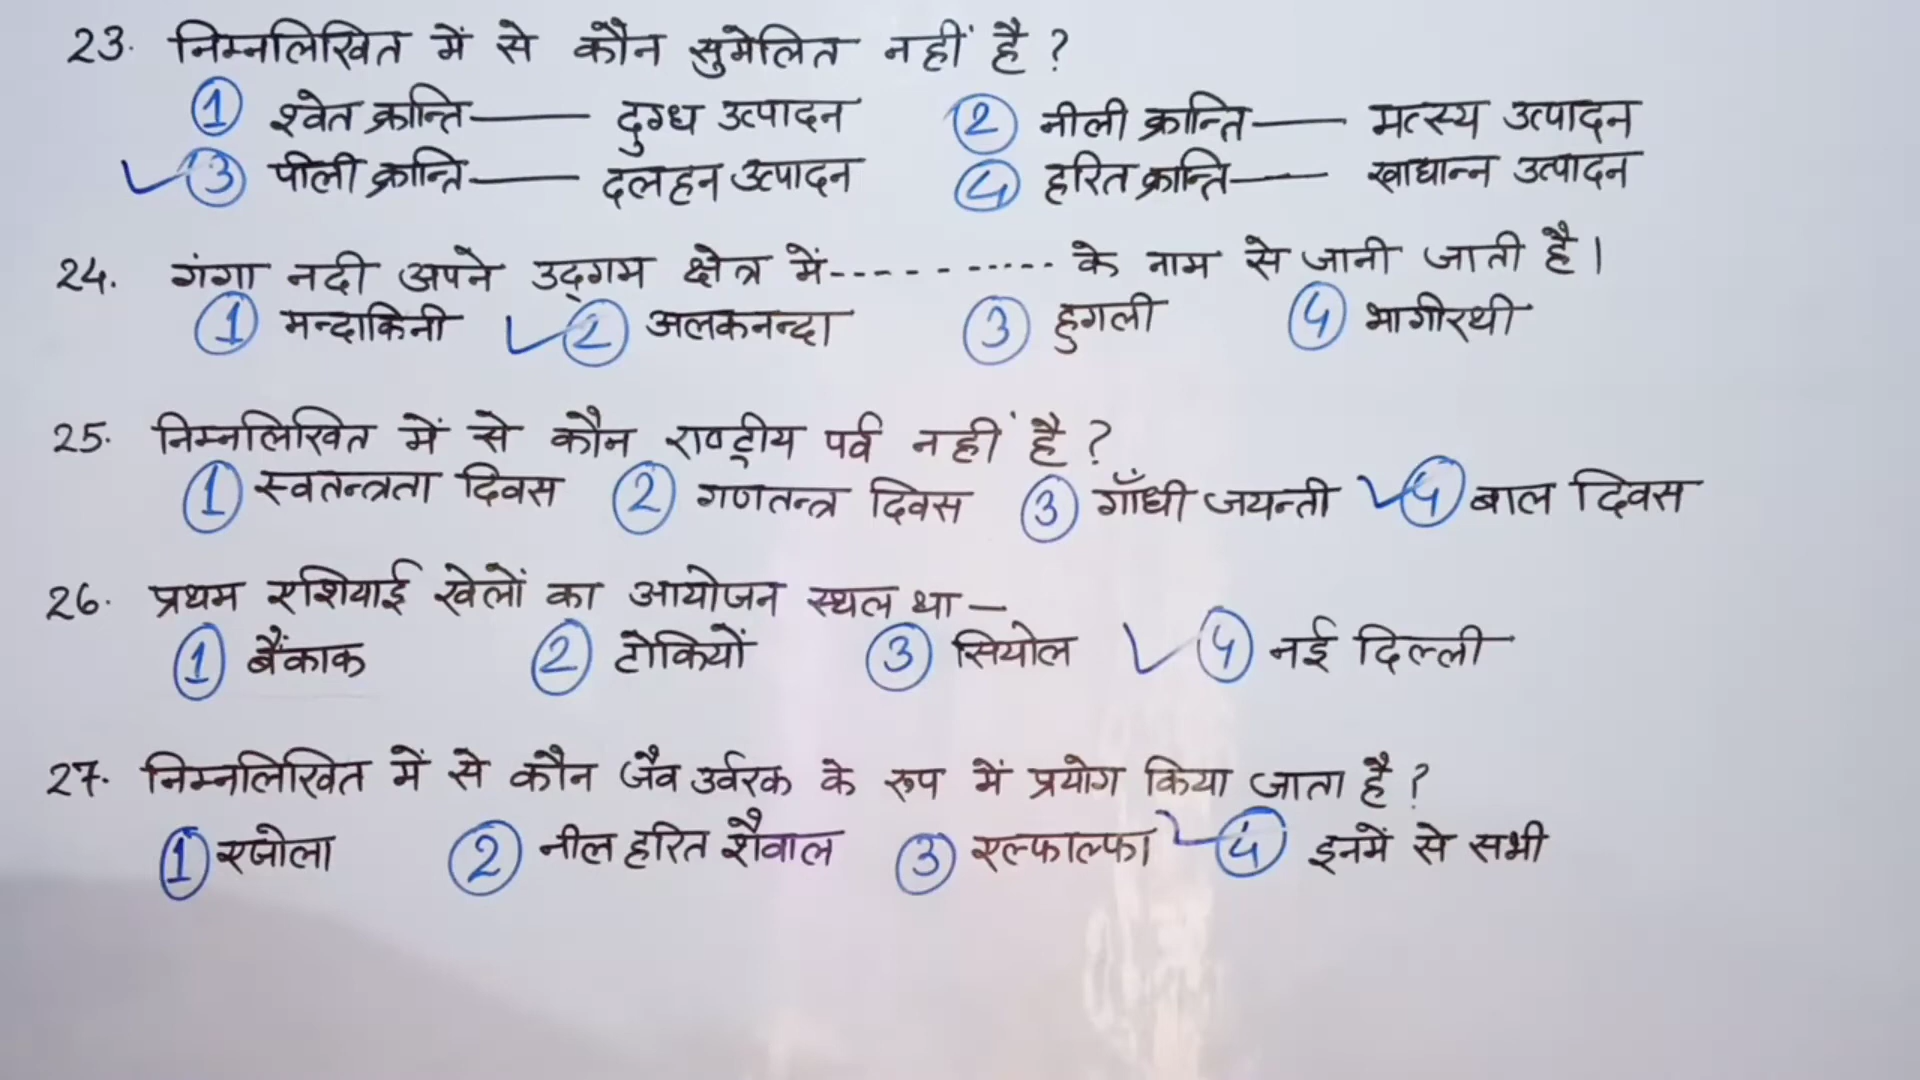 23. निम्नलिखित में से कौन सुमेलित नहीं है ?
① श्वेत क्रान्ति—— दुग्ध उत्पादन ② नीली क्रान्ति—— मत्स्य उत्पादन
✓③ पीली क्रान्ति—— दलहन उत्पादन ④ हरित क्रान्ति—— खाद्यान्न उत्पादन
24. गंगा नदी अपने उद्गम क्षेत्र में----------- के नाम से जानी जाती है।
① मन्दाकिनी ✓② अलकनन्दा ③ हुगली ④ भागीरथी
25. निम्नलिखित में से कौन राष्ट्रीय पर्व नहीं है ?
① स्वतन्त्रता दिवस ② गणतन्त्र दिवस ③ गाँधी जयन्ती ✓④ बाल दिवस
26. प्रथम एशियाई खेलों का आयोजन स्थल था —
① बैंकाक ② टोकियों ③ सियोल ✓④ नई दिल्ली
27. निम्नलिखित में से कौन जैव उर्वरक के रूप में प्रयोग किया जाता है ?
① एजोला ② नील हरित शैवाल ③ एल्फाल्फा ✓④ इनमें से सभी